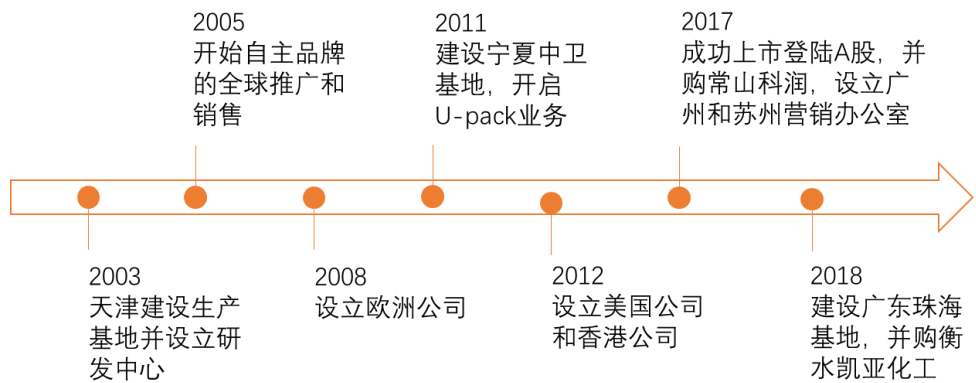 2005
开始自主品牌
的全球推广和
销售
2011
建设宁夏中卫
基地，开启
U-pack业务
2017
成功上市登陆A股，并
购常山科润，设立广
州和苏州营销办公室
2003
天津建设生产
基地并设立研
发中心
2008
设立欧洲公司
2012
设立美国公司
和香港公司
2018
建设广东珠海
基地，并购衡
水凯亚化工